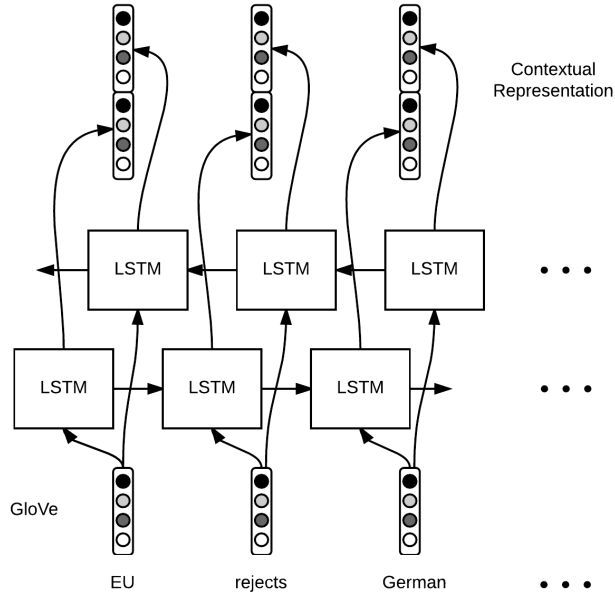 Contextual
Representation
LSTM LSTM LSTM • • •
LSTM LSTM LSTM • • •
GloVe
EU rejects German • • •